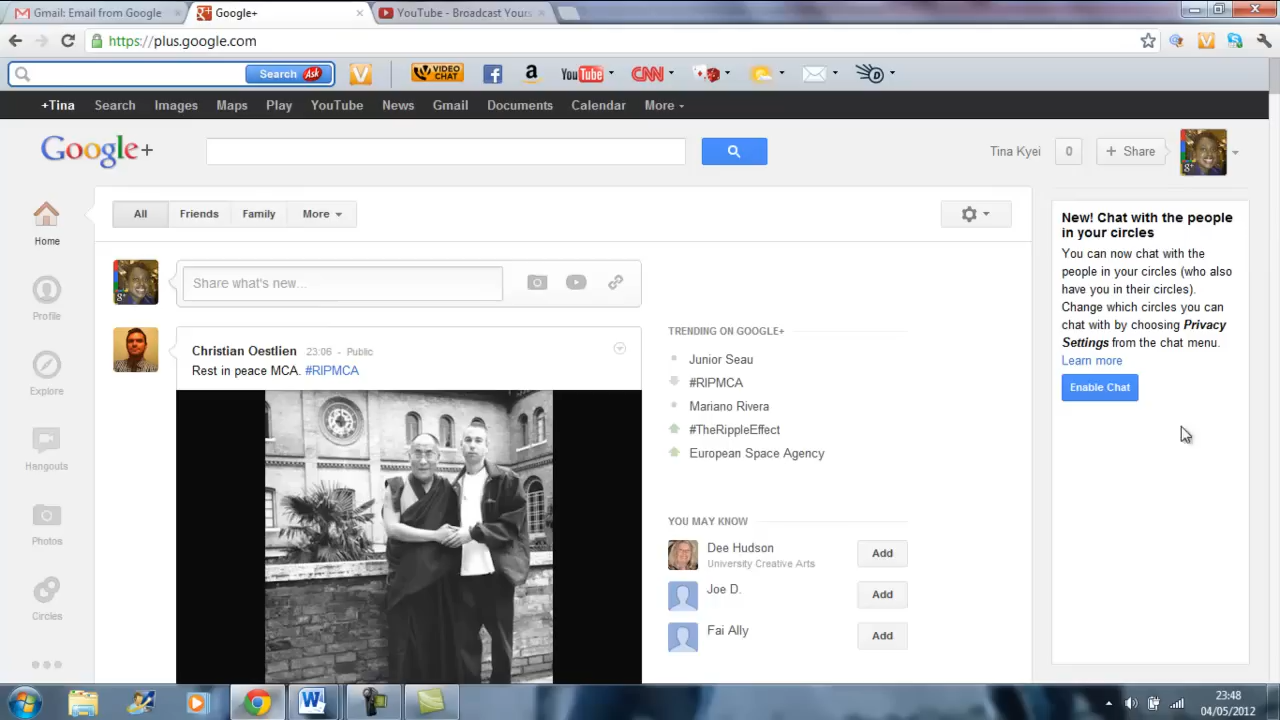 Gmail: Email from Google
Google+
YouTube - Broadcast Yours
https://plus.google.com
Search Ask
VIDEO CHAT
YouTube
CNN
+Tina Search Images Maps Play YouTube News Gmail Documents Calendar More
Google+
Tina Kyei 0 + Share
All Friends Family More
Home
Profile
Explore
Hangouts
Photos
Circles
Share what's new...
Christian Oestlien 23:06 - Public
Rest in peace MCA. #RIPMCA
TRENDING ON GOOGLE+
Junior Seau
#RIPMCA
Mariano Rivera
#TheRippleEffect
European Space Agency
YOU MAY KNOW
Dee Hudson
University Creative Arts
Add
Joe D.
Add
Fai Ally
Add
New! Chat with the people
in your circles
You can now chat with the
people in your circles (who also
have you in their circles).
Change which circles you can
chat with by choosing Privacy
Settings from the chat menu.
Learn more
Enable Chat
23:48
04/05/2012